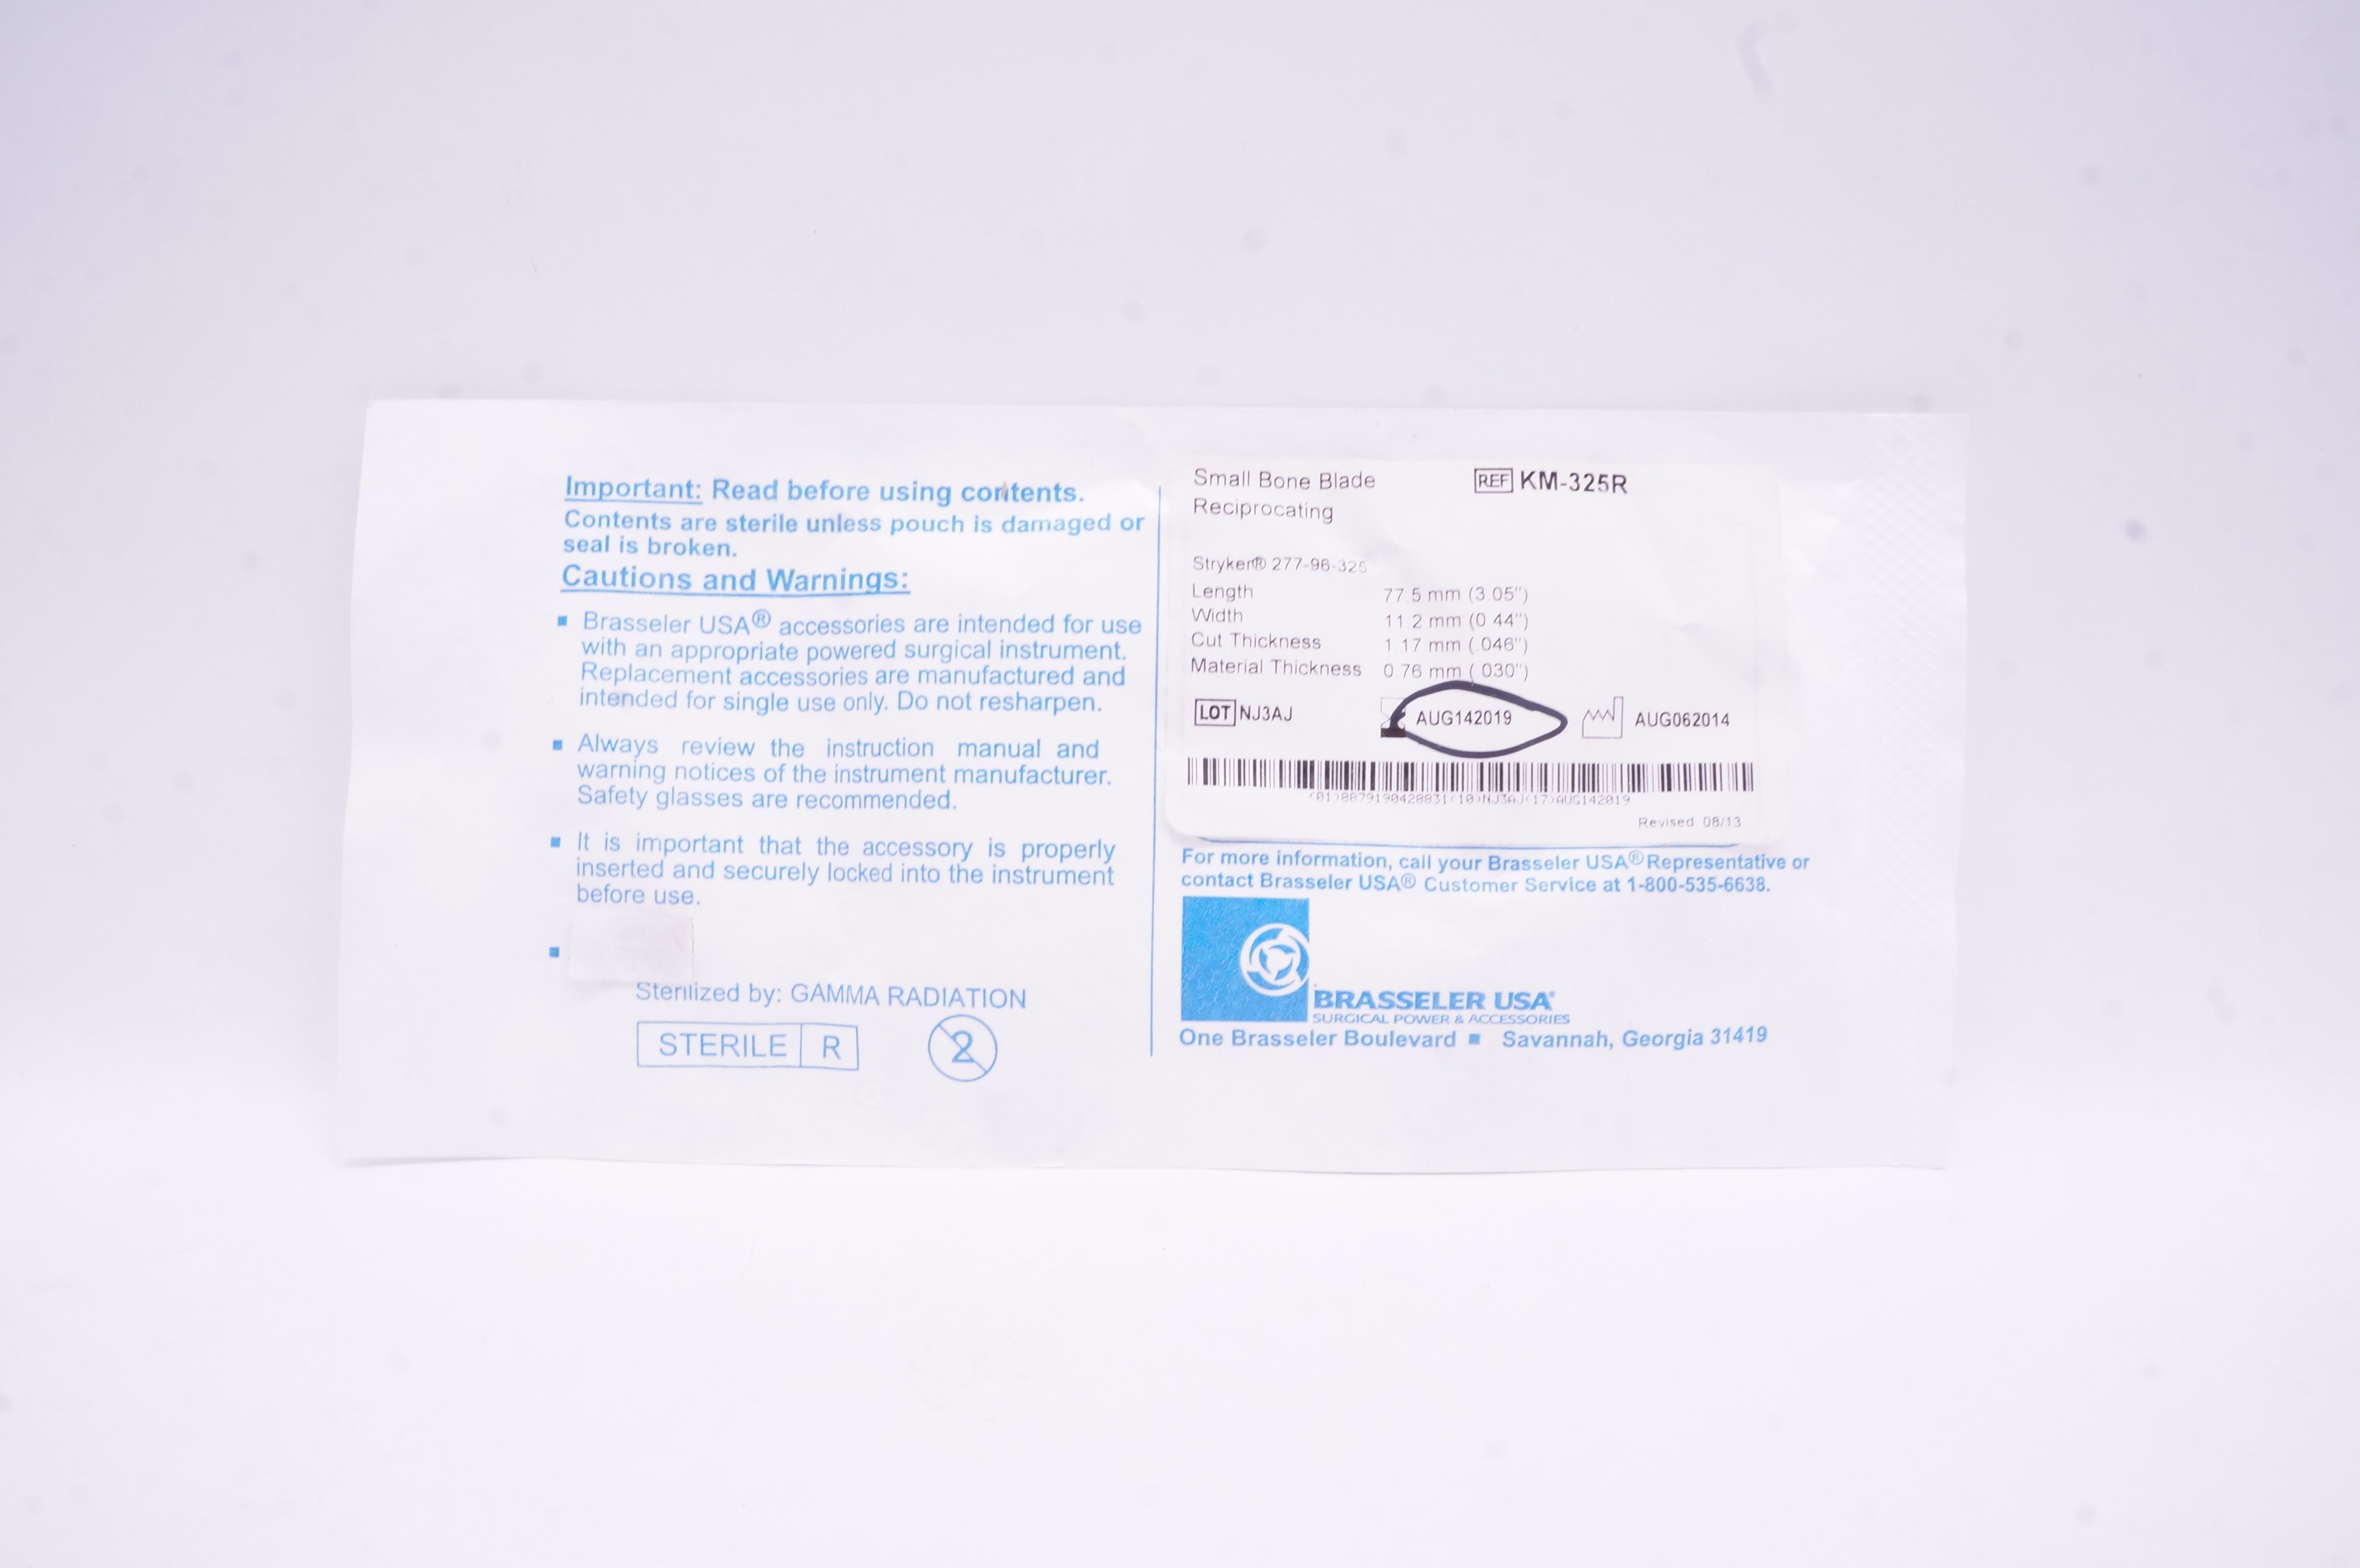 Important: Read before using contents.
Contents are sterile unless pouch is damaged or
seal is broken.
Cautions and Warnings:
▪ Brasseler USA® accessories are intended for use
with an appropriate powered surgical instrument.
Replacement accessories are manufactured and
intended for single use only. Do not resharpen.
▪ Always review the instruction manual and
warning notices of the instrument manufacturer.
Safety glasses are recommended.
▪ It is important that the accessory is properly
inserted and securely locked into the instrument
before use.
Sterilized by: GAMMA RADIATION
STERILE R
2
Small Bone Blade
REF KM-325R
Reciprocating
Stryker® 277-96-325
Length 77.5 mm (3.05")
Width 11.2 mm (0.44")
Cut Thickness 1.17 mm (.046")
Material Thickness 0.76 mm (.030")
LOT NJ3AJ AUG142019 AUG062014
(10)NJ3AJ(17)AUG142019
Revised 08/13
For more information, call your Brasseler USA® Representative or
contact Brasseler USA® Customer Service at 1-800-535-6638.
BRASSELER USA®
SURGICAL POWER & ACCESSORIES
One Brasseler Boulevard ▪ Savannah, Georgia 31419